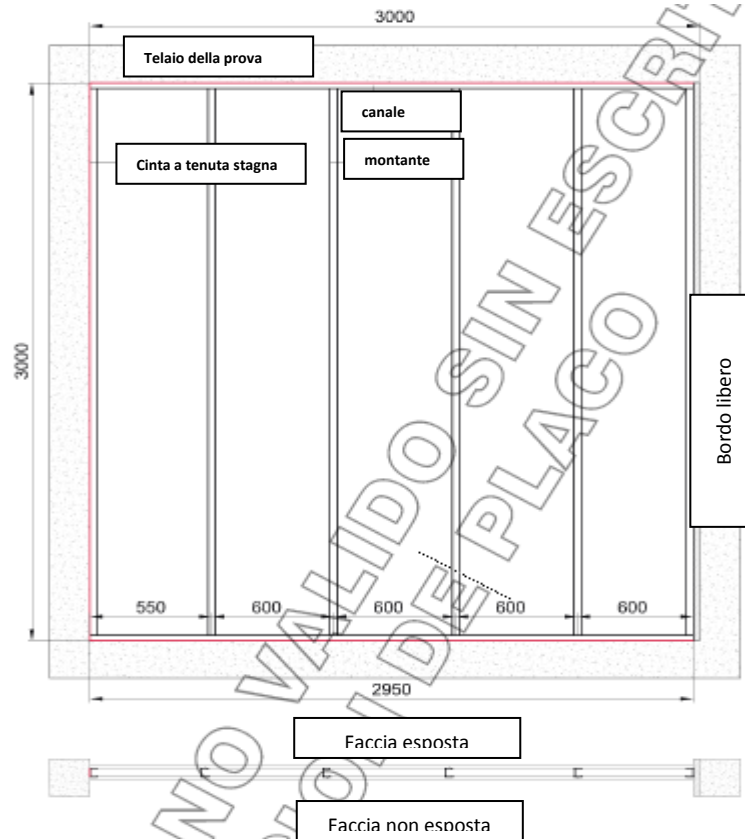 3000
Telaio della prova
canale
Cinta a tenuta stagna
montante
3000
Bordo libero
550
600
600
600
600
2950
Faccia esposta
Faccia non esposta
NO VALIDO SIN ESCRIT
DE PLACO